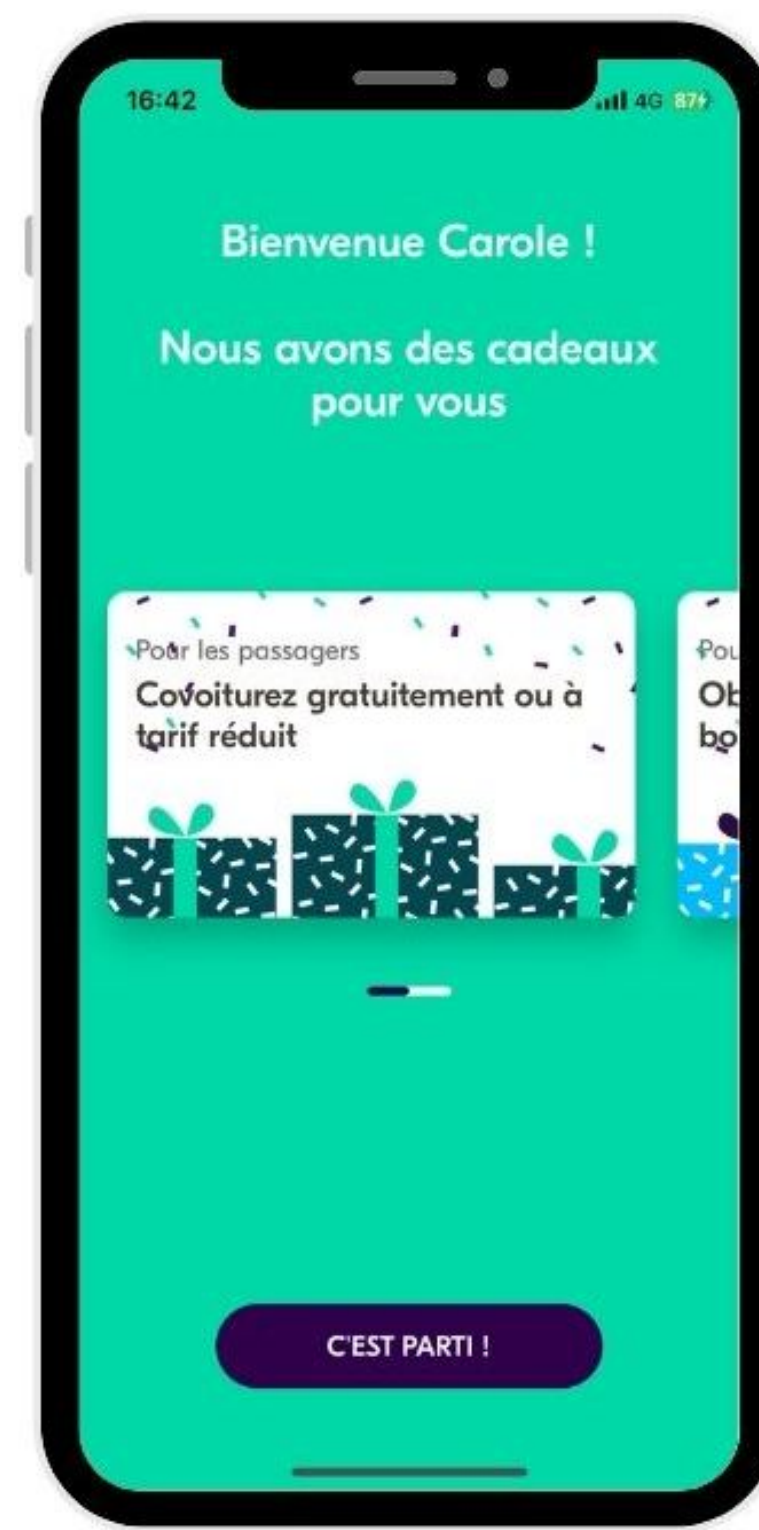 16:42
4G 87
Bienvenue Carole !
Nous avons des cadeaux
pour vous
Pour les passagers
Covoiturez gratuitement ou à
tarif réduit
C'EST PARTI !